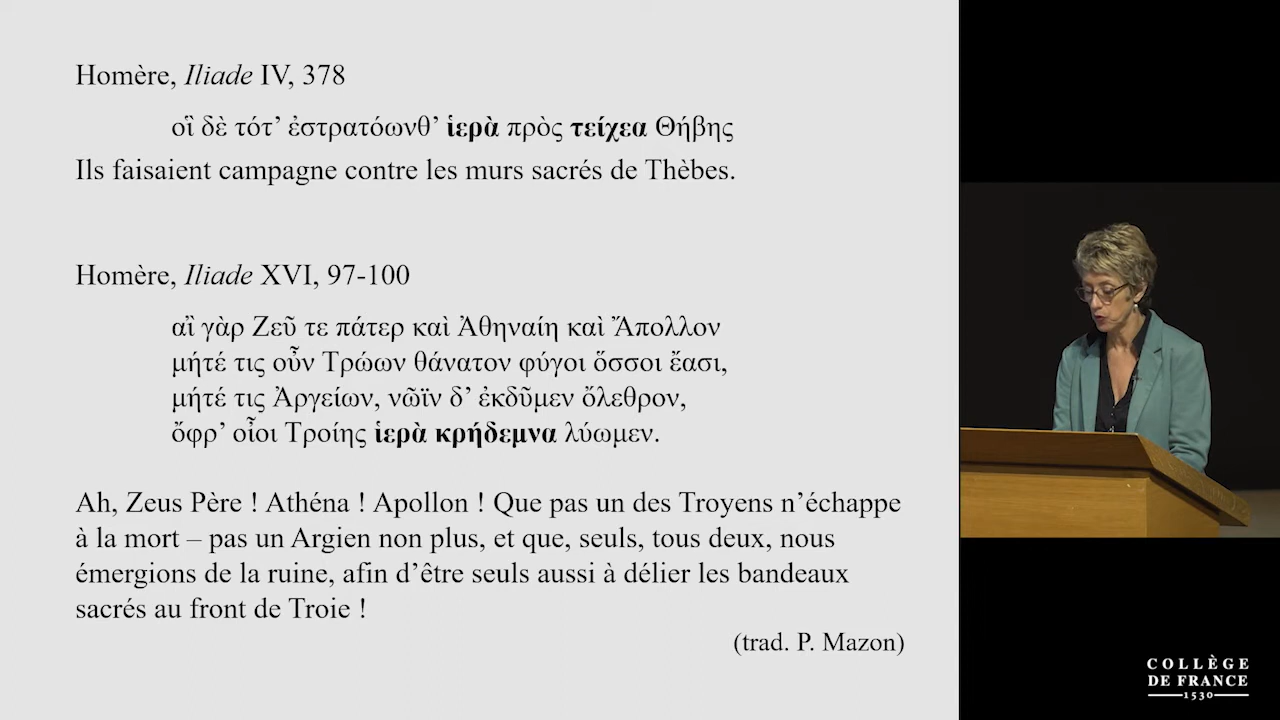 Homère, Iliade IV, 378
οἳ δὲ τότ’ ἐστρατόωνθ’ ἱερὰ πρὸς τείχεα Θήβης
Ils faisaient campagne contre les murs sacrés de Thèbes.
Homère, Iliade XVI, 97-100
αἲ γὰρ Ζεῦ τε πάτερ καὶ Ἀθηναίη καὶ Ἄπολλον
μήτέ τις οὖν Τρώων θάνατον φύγοι ὅσσοι ἔασι,
μήτέ τις Ἀργείων, νῶϊν δ’ ἐκδῦμεν ὄλεθρον,
ὄφρ’ οἶοι Τροίης ἱερὰ κρήδεμνα λύωμεν.
Ah, Zeus Père ! Athéna ! Apollon ! Que pas un des Troyens n’échappe
à la mort – pas un Argien non plus, et que, seuls, tous deux, nous
émergions de la ruine, afin d’être seuls aussi à délier les bandeaux
sacrés au front de Troie !
(trad. P. Mazon)
COLLÈGE
DE FRANCE
1530